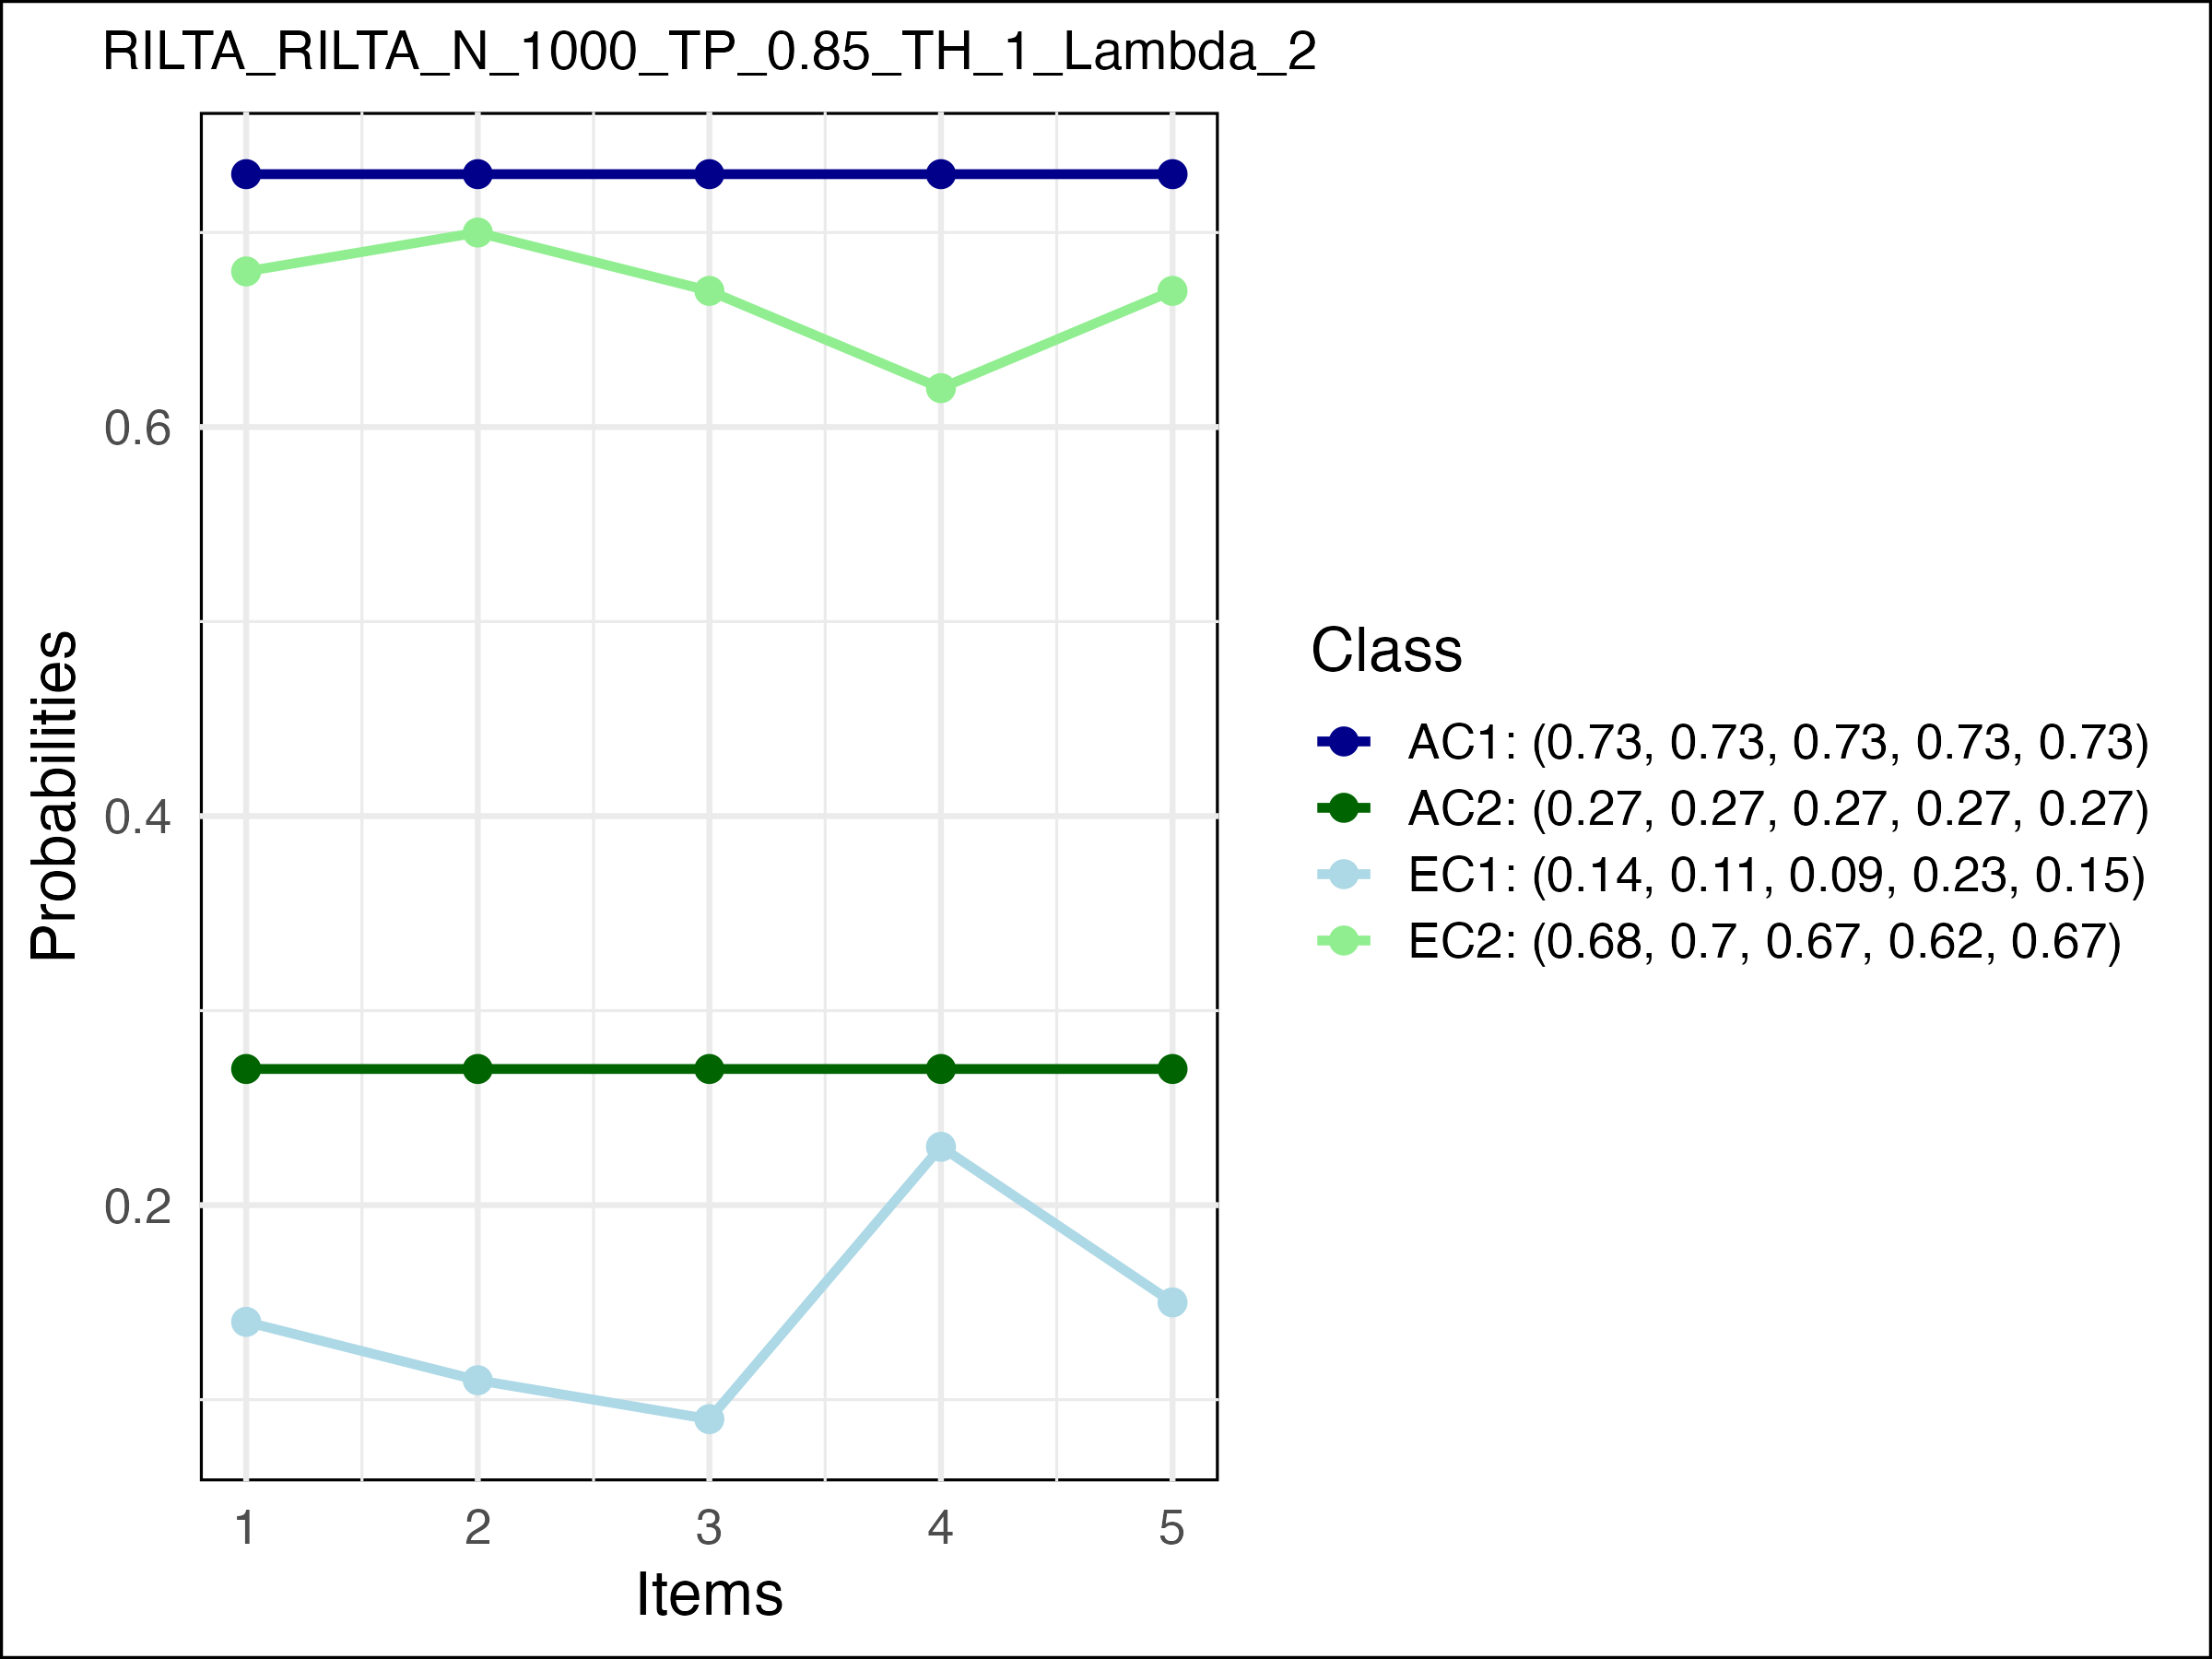 RILTA_RILTA_N_1000_TP_0.85_TH_1_Lambda_2
Probabilities
0.6
0.4
0.2
1 2 3 4 5
Items
Class
AC1: (0.73, 0.73, 0.73, 0.73, 0.73)
AC2: (0.27, 0.27, 0.27, 0.27, 0.27)
EC1: (0.14, 0.11, 0.09, 0.23, 0.15)
EC2: (0.68, 0.7, 0.67, 0.62, 0.67)